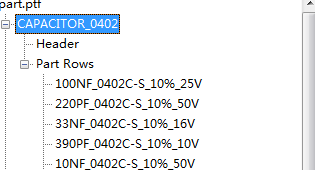 part.ptf
CAPACITOR_0402
Header
Part Rows
100NF_0402C-S_10%_25V
220PF_0402C-S_10%_50V
33NF_0402C-S_10%_16V
390PF_0402C-S_10%_10V
10NF_0402C-S_10%_50V